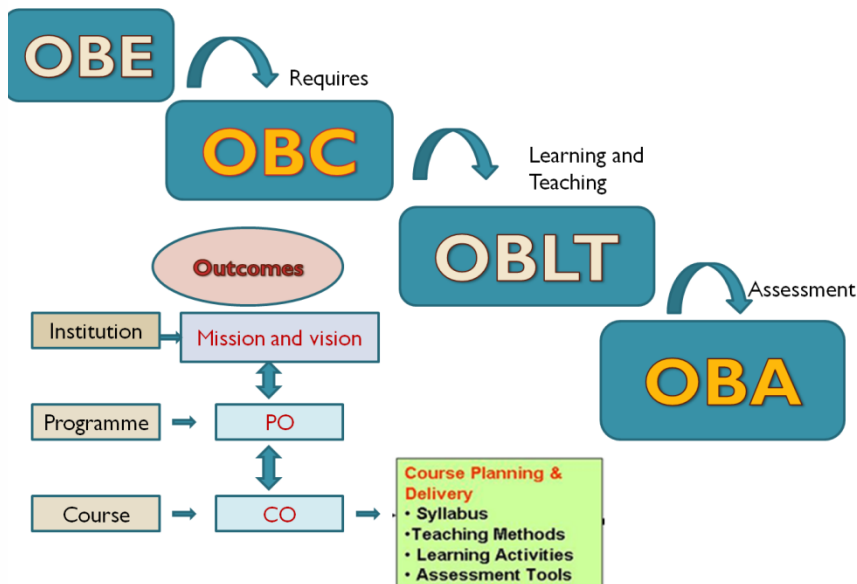 OBE
Requires
OBC
Learning and
Teaching
OBLT
Assessment
OBA
Outcomes
Institution
Mission and vision
Programme
PO
Course
CO
Course Planning &
Delivery
• Syllabus
•Teaching Methods
• Learning Activities
• Assessment Tools